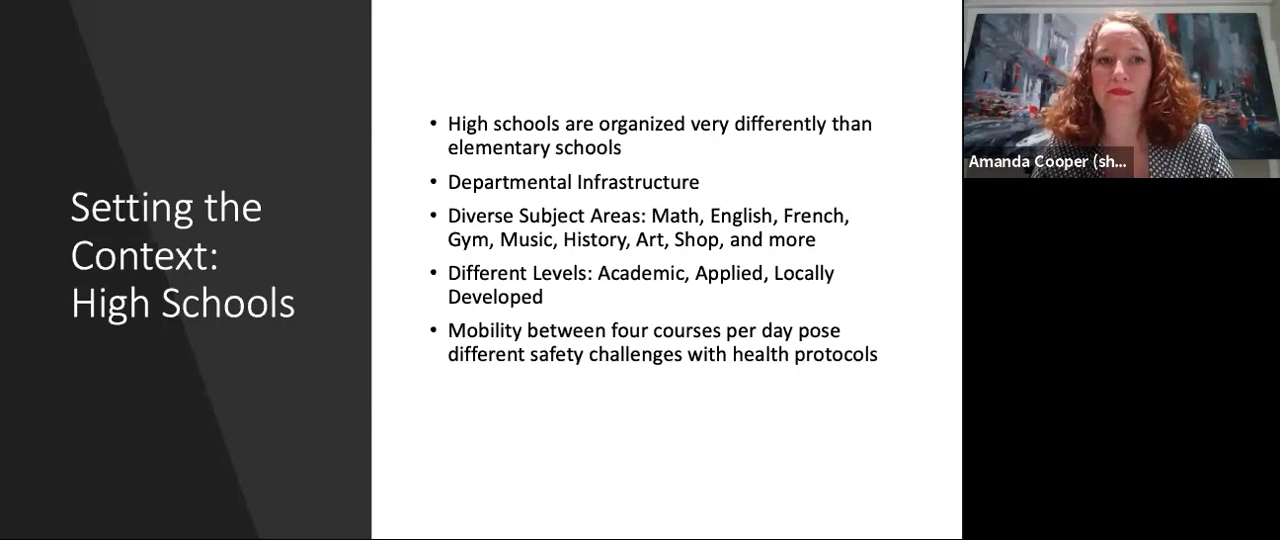 Setting the
Context:
High Schools
• High schools are organized very differently than
elementary schools
• Departmental Infrastructure
• Diverse Subject Areas: Math, English, French,
Gym, Music, History, Art, Shop, and more
• Different Levels: Academic, Applied, Locally
Developed
• Mobility between four courses per day pose
different safety challenges with health protocols
Amanda Cooper (sh...